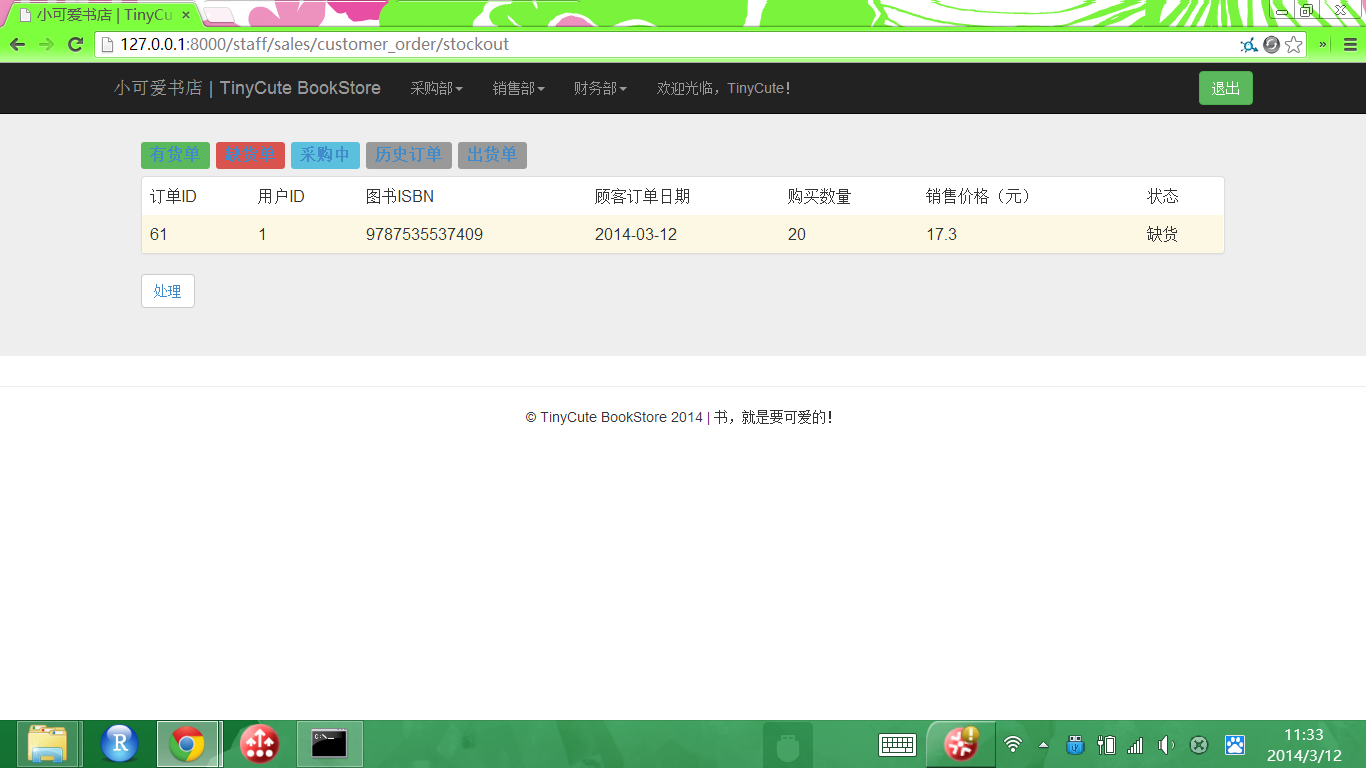 小可爱书店 | TinyCu
127.0.0.1:8000/staff/sales/customer_order/stockout
小可爱书店 | TinyCute BookStore 采购部 销售部 财务部 欢迎光临，TinyCute! 退出
有货单 缺货单 采购中 历史订单 出货单
订单ID 用户ID 图书ISBN 顾客订单日期 购买数量 销售价格（元） 状态
61 1 9787535537409 2014-03-12 20 17.3 缺货
处理
© TinyCute BookStore 2014 | 书，就是要可爱的！
R
C:\_
11:33
2014/3/12